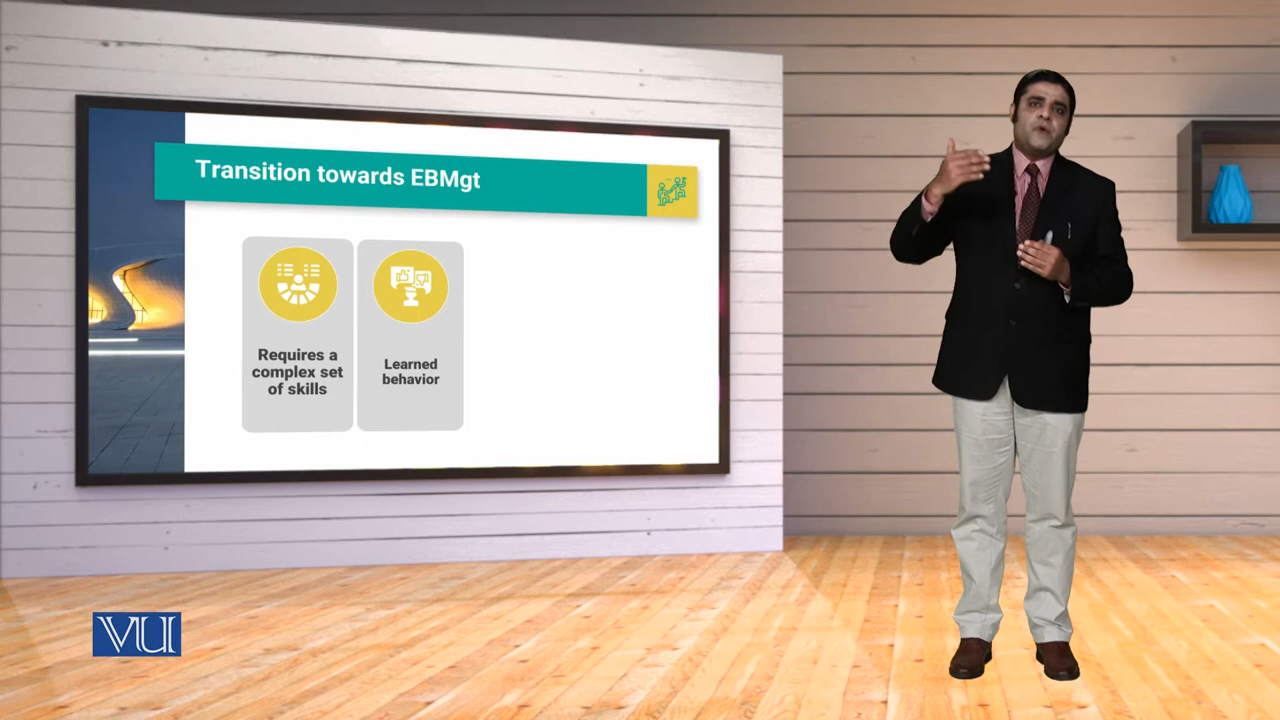 Transition towards EBMgt
Requires a
complex set
of skills
Learned
behavior
VU